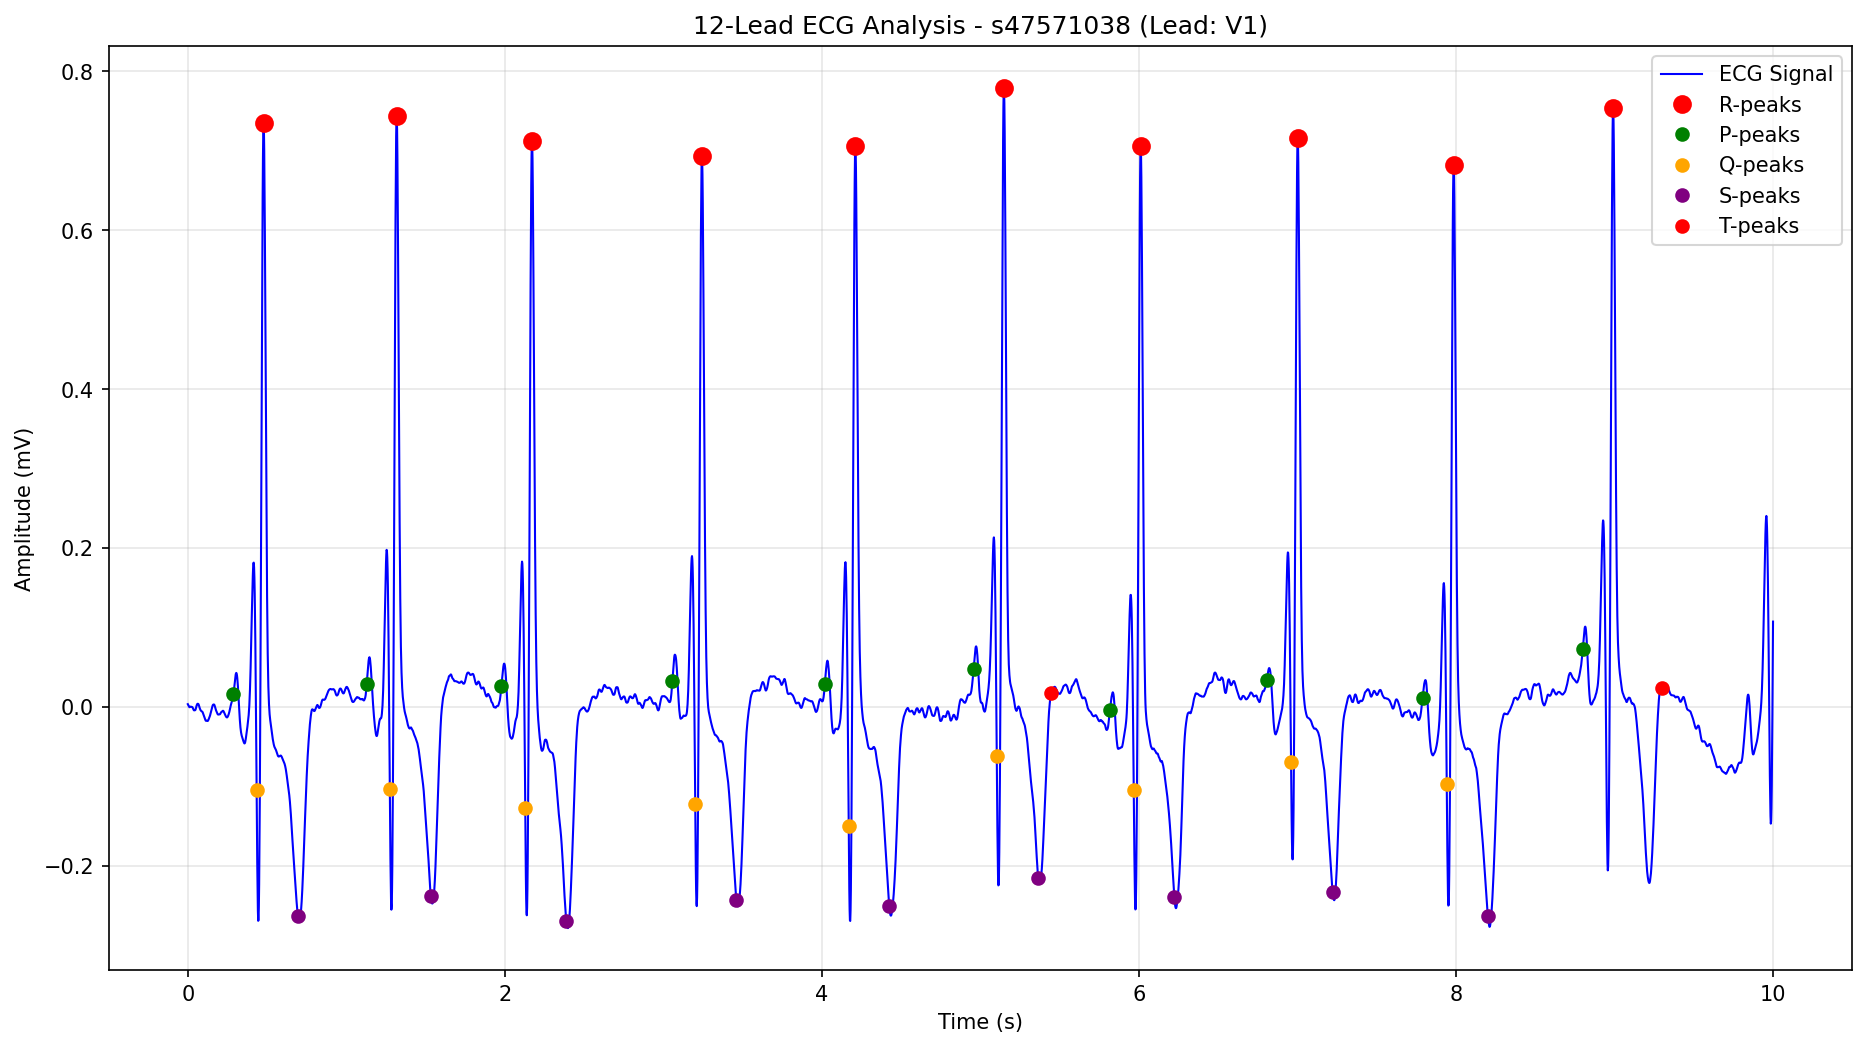 12-Lead ECG Analysis - s47571038 (Lead: V1)
0.8
0.6
0.4
0.2
0.0
−0.2
Amplitude (mV)
0
2
4
6
8
10
Time (s)
ECG Signal
R-peaks
P-peaks
Q-peaks
S-peaks
T-peaks